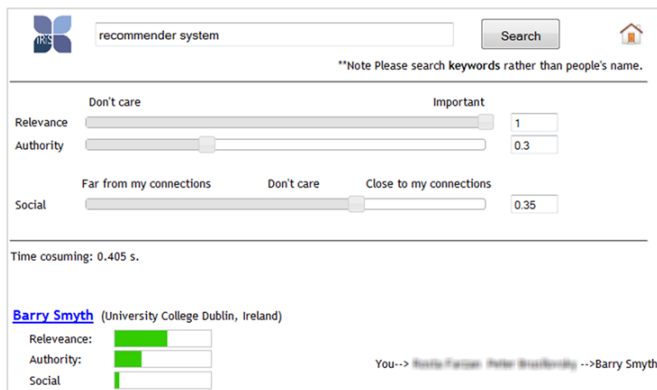 IRIS
recommender system
Search
**Note Please search keywords rather than people's name.
Don't care Important
Relevance 1
Authority 0.3
Far from my connections Don't care Close to my connections
Social 0.35
Time cosuming: 0.405 s.
Barry Smyth (University College Dublin, Ireland)
Releveance:
Authority:
You--> -->Barry Smyth
Social